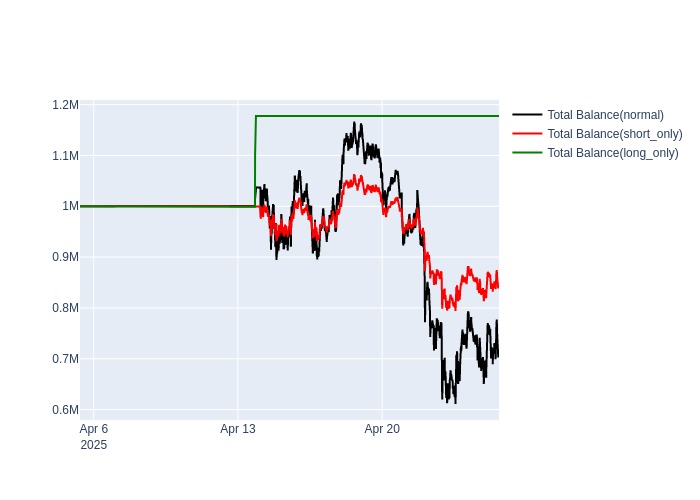 1.2M
1.1M
1M
0.9M
0.8M
0.7M
0.6M
Apr 6
2025
Apr 13
Apr 20
Total Balance(normal)
Total Balance(short_only)
Total Balance(long_only)